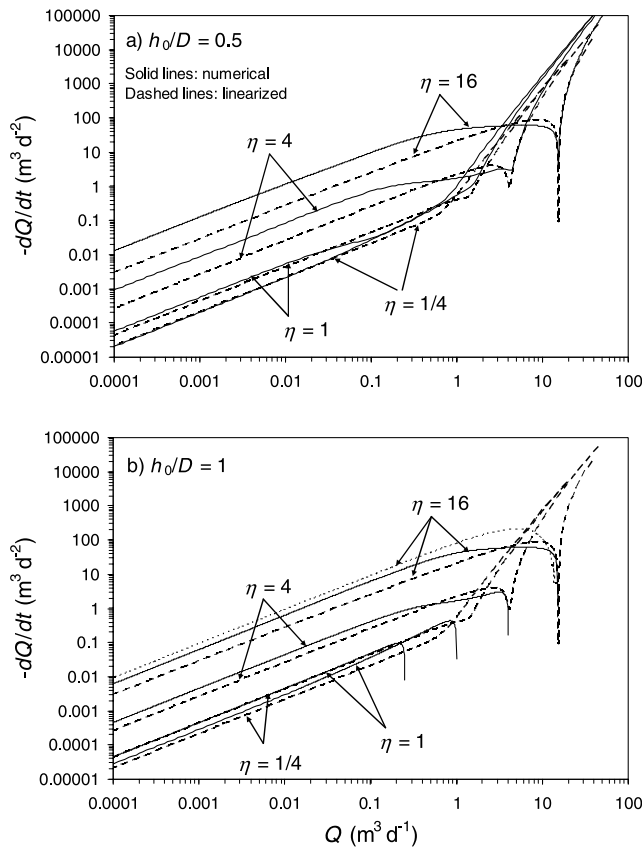 a) h₀/D = 0.5
Solid lines: numerical
Dashed lines: linearized
η = 16
η = 4
η = 1/4
η = 1
-dQ/dt (m³ d⁻²)
100000
10000
1000
100
10
1
0.1
0.01
0.001
0.0001
0.00001
0.0001 0.001 0.01 0.1 1 10 100
b) h₀/D = 1
η = 16
η = 4
η = 1
η = 1/4
-dQ/dt (m³ d⁻²)
100000
10000
1000
100
10
1
0.1
0.01
0.001
0.0001
0.00001
0.0001 0.001 0.01 0.1 1 10 100
Q (m³ d⁻¹)